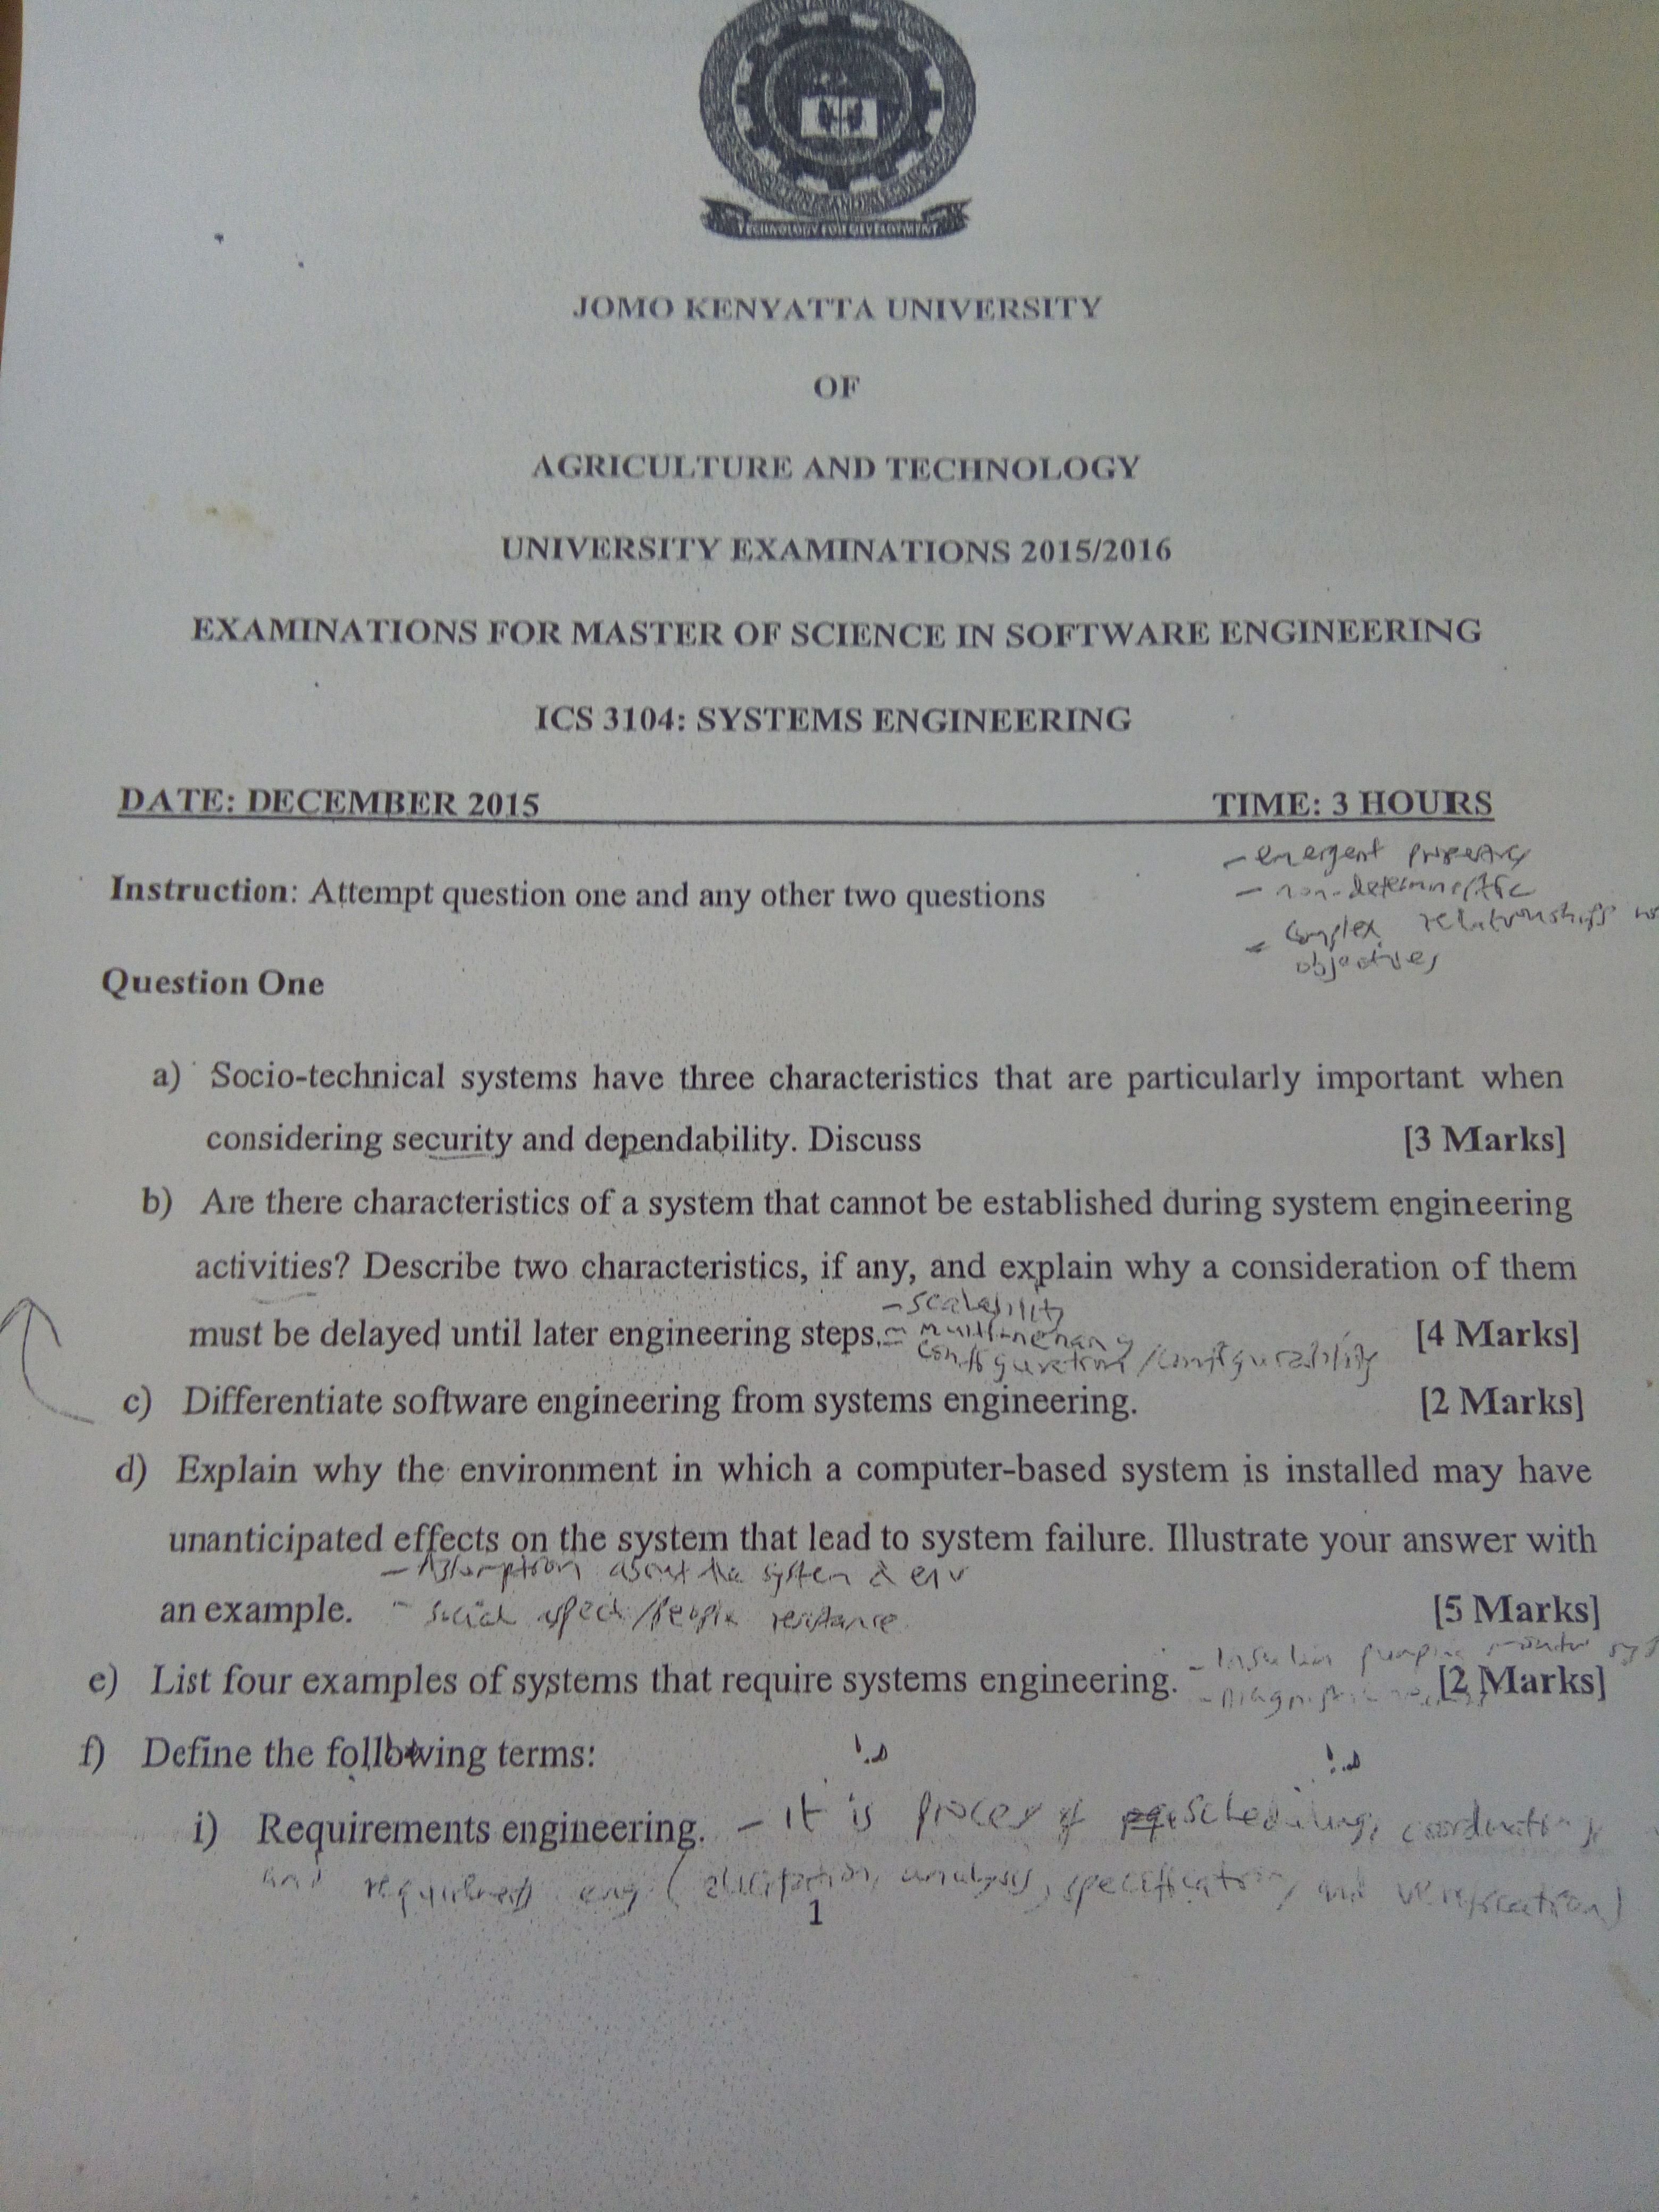 TECHNOLOGY FOR DEVELOPMENT
JOMO KENYATTA UNIVERSITY
OF
AGRICULTURE AND TECHNOLOGY
UNIVERSITY EXAMINATIONS 2015/2016
EXAMINATIONS FOR MASTER OF SCIENCE IN SOFTWARE ENGINEERING
ICS 3104: SYSTEMS ENGINEERING
DATE: DECEMBER 2015 TIME: 3 HOURS
- emergent
- non-deterministic
Instruction: Attempt question one and any other two questions
- complex relationships
objectives
Question One
a) Socio-technical systems have three characteristics that are particularly important when
considering security and dependability. Discuss [3 Marks]
b) Are there characteristics of a system that cannot be established during system engineering
activities? Describe two characteristics, if any, and explain why a consideration of them
- scalability
must be delayed until later engineering steps. [4 Marks]
- multi-tenancy
configuration /configurability
c) Differentiate software engineering from systems engineering. [2 Marks]
d) Explain why the environment in which a computer-based system is installed may have
unanticipated effects on the system that lead to system failure. Illustrate your answer with
- Assumption about the system & env
an example. [5 Marks]
- social aspect /people resistance
- Insulin pumping monitor
e) List four examples of systems that require systems engineering. [2 Marks]
f) Define the following terms:
i) Requirements engineering. - it is process of scheduling, coordinating
and requirement eng (elicitation, analysis, specification, and verification)
1